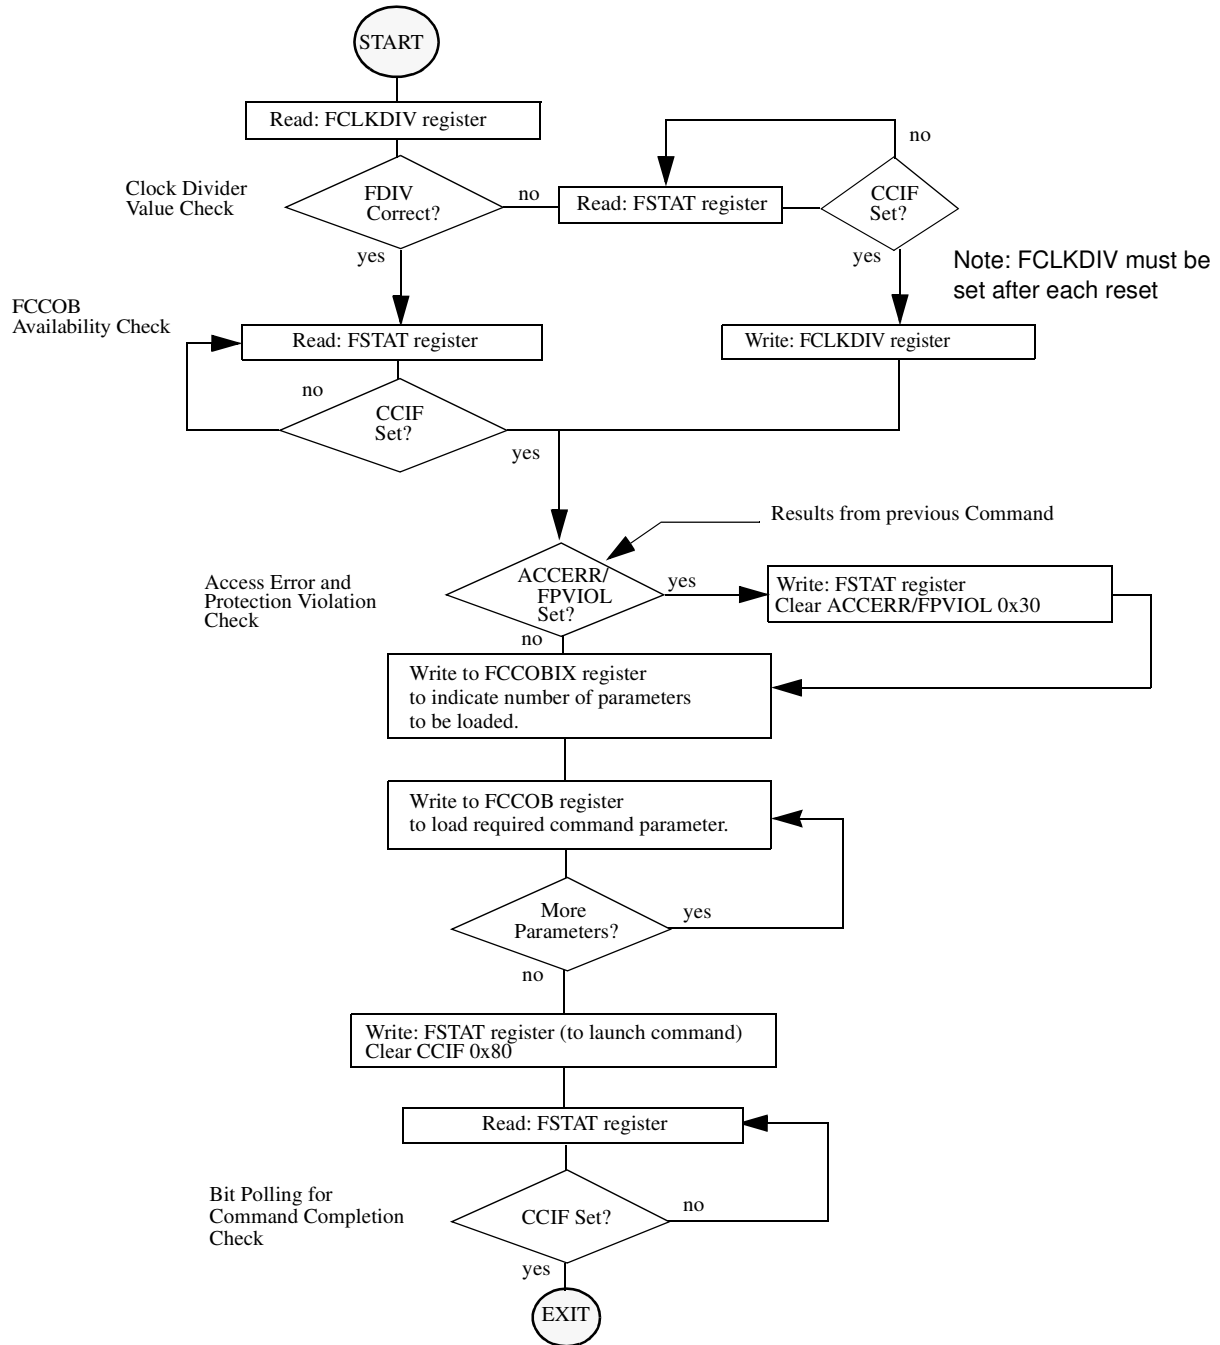 START
Read: FCLKDIV register
no
Clock Divider
Value Check
FDIV
Correct?
no
Read: FSTAT register
CCIF
Set?
yes
yes
Note: FCLKDIV must be
set after each reset
FCCOB
Availability Check
Read: FSTAT register
Write: FCLKDIV register
no
CCIF
Set?
yes
Results from previous Command
Access Error and
Protection Violation
Check
ACCERR/
FPVIOL
Set?
yes
Write: FSTAT register
Clear ACCERR/FPVIOL 0x30
no
Write to FCCOBIX register
to indicate number of parameters
to be loaded.
Write to FCCOB register
to load required command parameter.
More
Parameters?
yes
no
Write: FSTAT register (to launch command)
Clear CCIF 0x80
Read: FSTAT register
Bit Polling for
Command Completion
Check
CCIF Set?
no
yes
EXIT